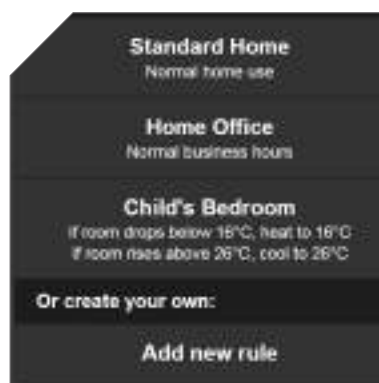 Standard Home
Normal home use
Home Office
Normal business hours
Child's Bedroom
If room drops below 16°C, heat to 16°C
If room rises above 26°C, cool to 26°C
Or create your own:
Add new rule